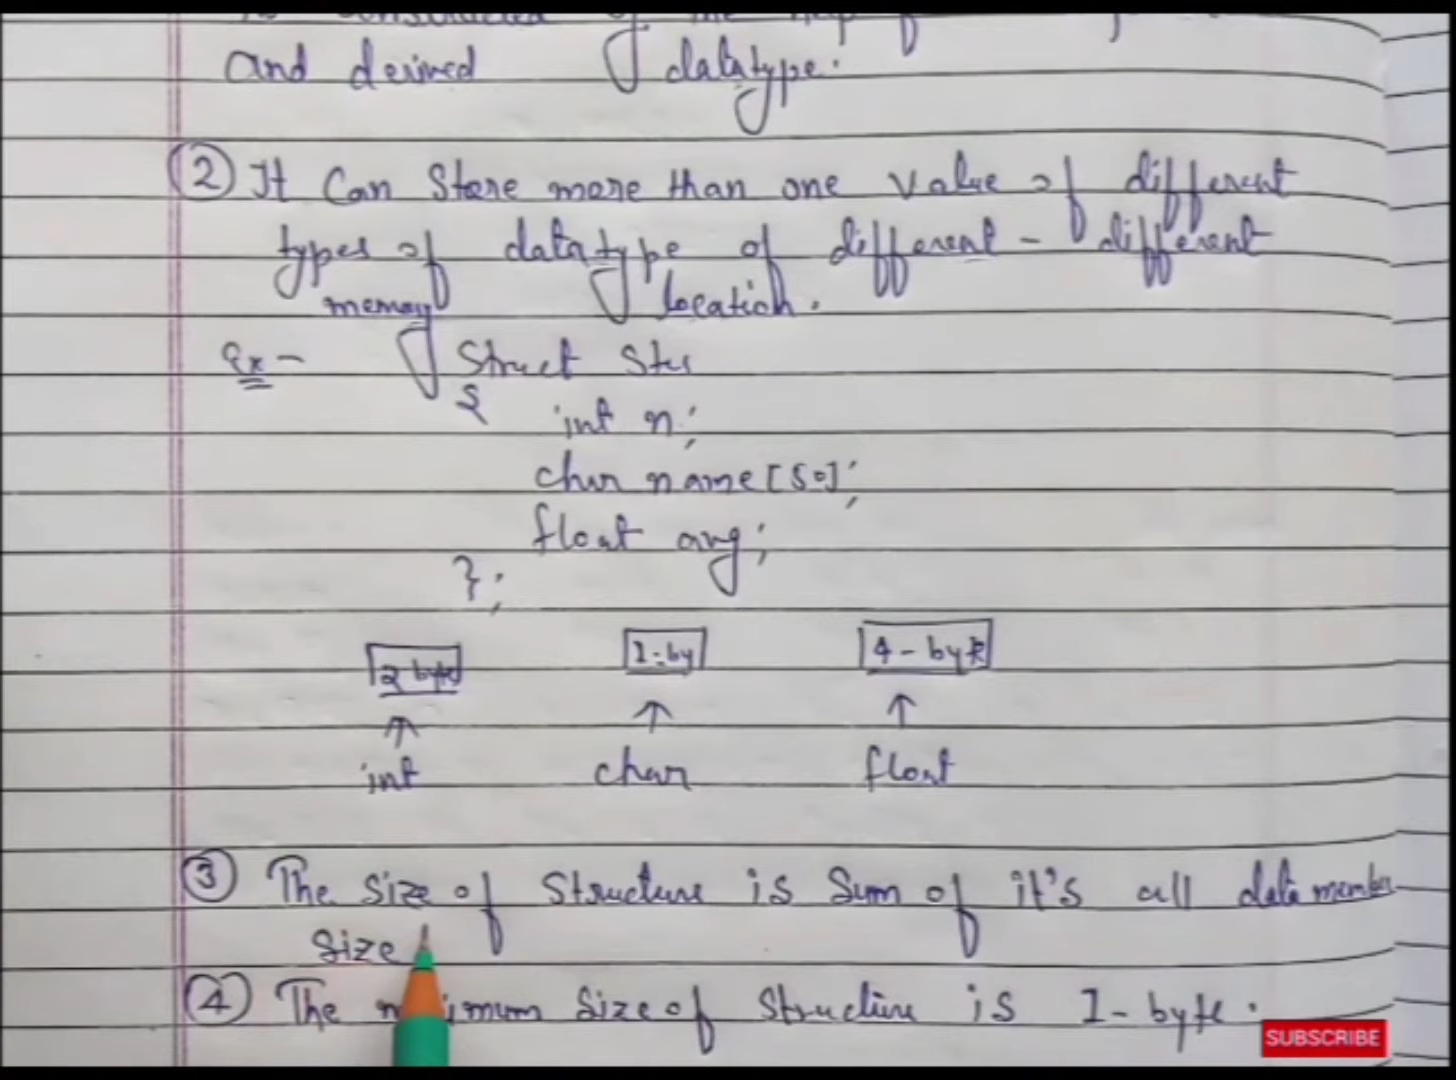 and derived datatype.
② It Can Store more than one value of different
types of datatype of different - different
memory location.
Ex - Struct Stu
{
int n;
char name[50];
float avg;
};
2 byte 1-by 4-byte
↑ ↑ ↑
int char float
③ The Size of Structure is Sum of it's all data member
Size
④ The size of Structure is 1-byte.
SUBSCRIBE